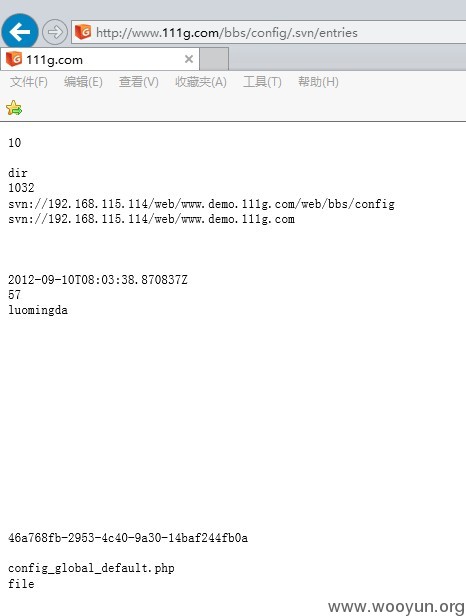 http://www.111g.com/bbs/config/.svn/entries
111g.com
文件(F) 编辑(E) 查看(V) 收藏夹(A) 工具(T) 帮助(H)
10
dir
1032
svn://192.168.115.114/web/www.demo.111g.com/web/bbs/config
svn://192.168.115.114/web/www.demo.111g.com
2012-09-10T08:03:38.870837Z
57
luomingda
46a768fb-2953-4c40-9a30-14baf244fb0a
config_global_default.php
file
www.wooyun.org